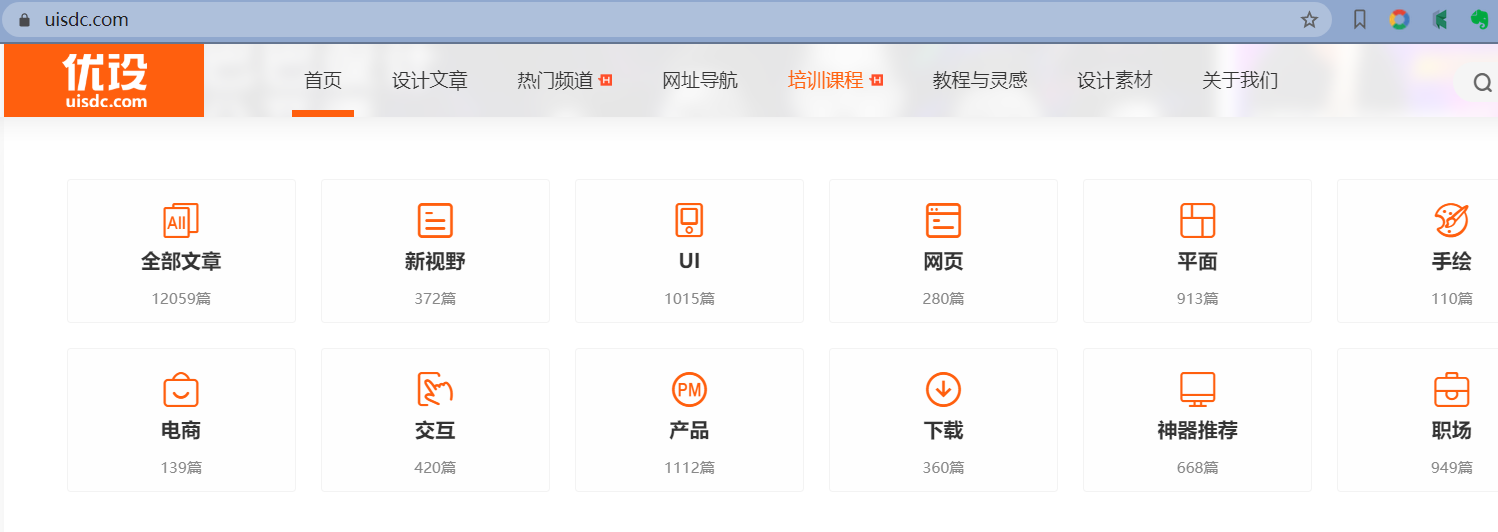 uisdc.com
优设
uisdc.com
首页 设计文章 热门频道 H 网址导航 培训课程 H 教程与灵感 设计素材 关于我们
All
全部文章 新视野 UI 网页 平面 手绘
12059篇 372篇 1015篇 280篇 913篇 110篇
PM
电商 交互 产品 下载 神器推荐 职场
139篇 420篇 1112篇 360篇 668篇 949篇